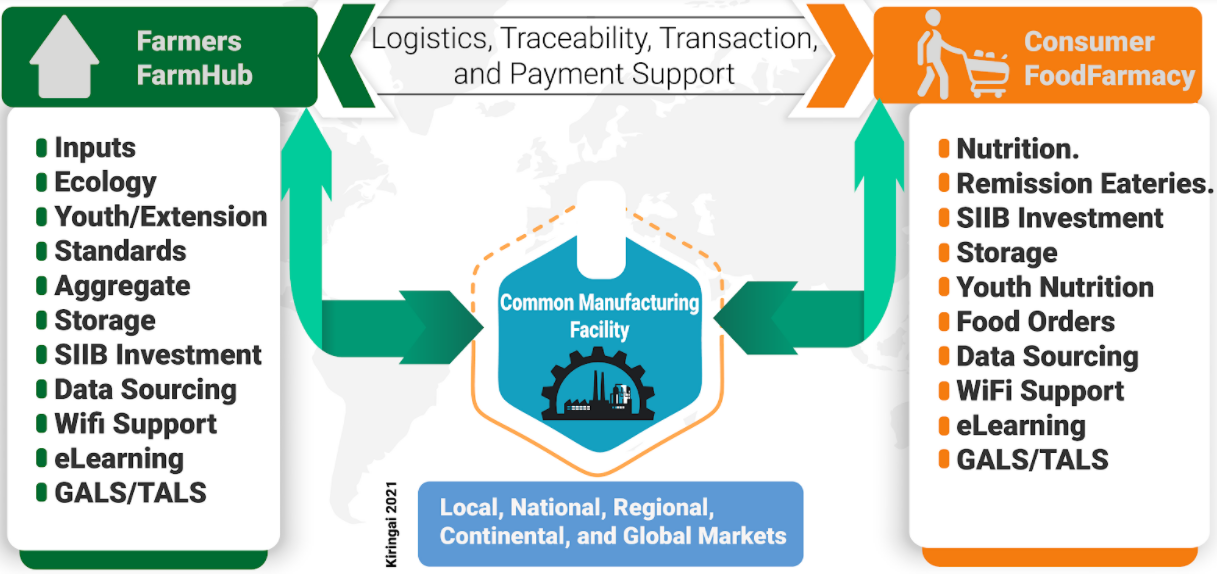 Farmers
FarmHub
Logistics, Traceability, Transaction,
and Payment Support
Consumer
FoodFarmacy
Inputs
Ecology
Youth/Extension
Standards
Aggregate
Storage
SIIB Investment
Data Sourcing
Wifi Support
eLearning
GALS/TALS
Common Manufacturing
Facility
Nutrition.
Remission Eateries.
SIIB Investment
Storage
Youth Nutrition
Food Orders
Data Sourcing
WiFi Support
eLearning
GALS/TALS
Kiringai 2021
Local, National, Regional,
Continental, and Global Markets